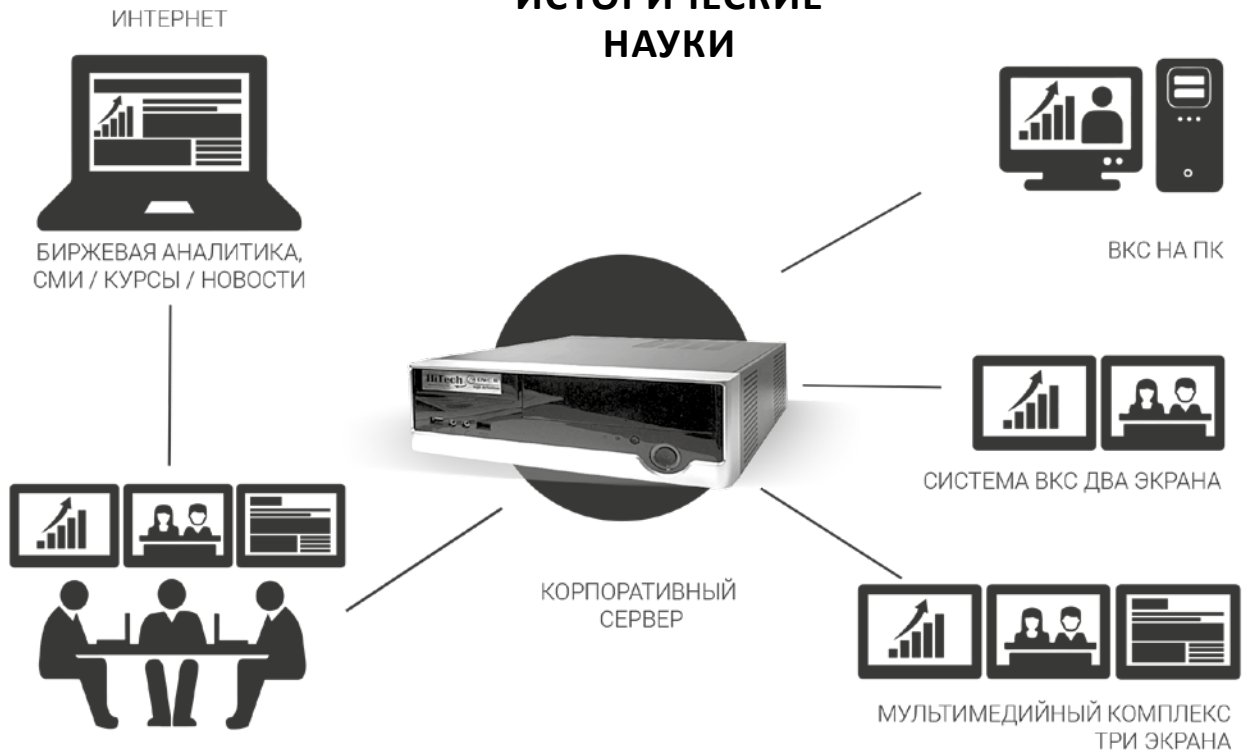 ИСТОРИЧЕСКИЕ
НАУКИ
ИНТЕРНЕТ
БИРЖЕВАЯ АНАЛИТИКА,
СМИ / КУРСЫ / НОВОСТИ
ВКС НА ПК
HiTech
СИСТЕМА ВКС ДВА ЭКРАНА
КОРПОРАТИВНЫЙ
СЕРВЕР
МУЛЬТИМЕДИЙНЫЙ КОМПЛЕКС
ТРИ ЭКРАНА